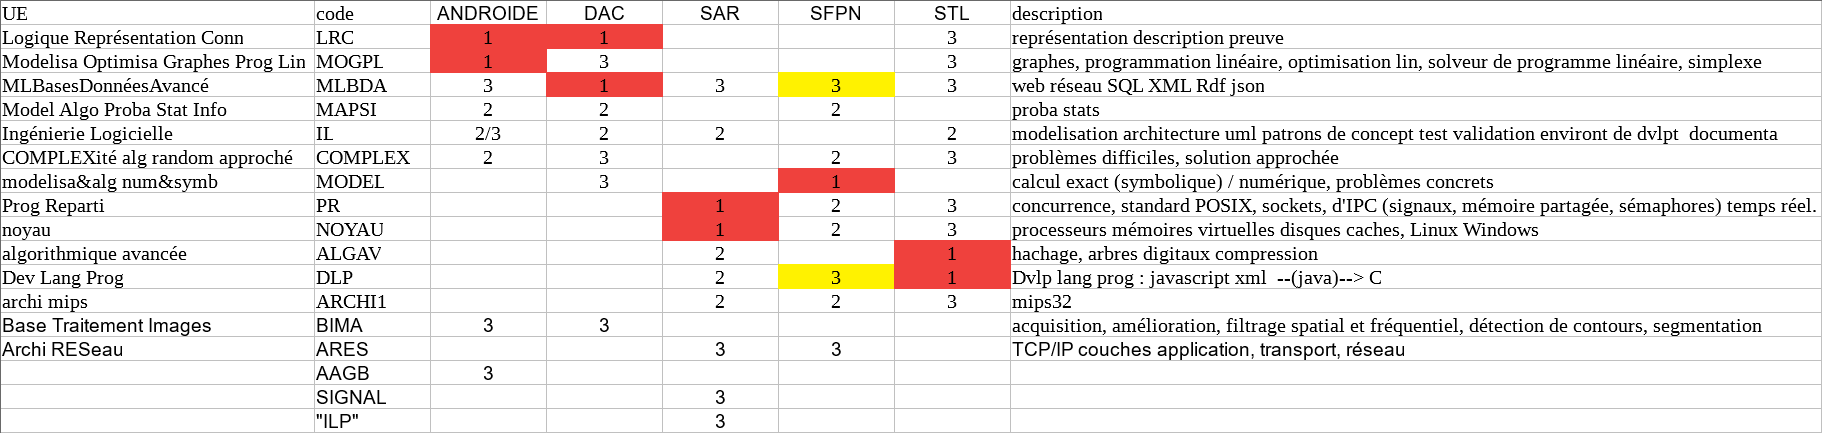 UE code ANDROIDE DAC SAR SFPN STL description
Logique Représentation Conn LRC 1 1 3 représentation description preuve
Modelisa Optimisa Graphes Prog Lin MOGPL 1 3 3 graphes, programmation linéaire, optimisation lin, solveur de programme linéaire, simplexe
MLBasesDonnéesAvancé MLBDA 3 1 3 3 3 web réseau SQL XML Rdf json
Model Algo Proba Stat Info MAPSI 2 2 2 proba stats
Ingénierie Logicielle IL 2/3 2 2 2 modelisation architecture uml patrons de concept test validation environt de dvlpt documenta
COMPLEXité alg random approché COMPLEX 2 3 2 3 problèmes difficiles, solution approchée
modelisa&alg num&symb MODEL 3 1 calcul exact (symbolique) / numérique, problèmes concrets
Prog Reparti PR 1 2 3 concurrence, standard POSIX, sockets, d'IPC (signaux, mémoire partagée, sémaphores) temps réel.
noyau NOYAU 1 2 3 processeurs mémoires virtuelles disques caches, Linux Windows
algorithmique avancée ALGAV 2 1 hachage, arbres digitaux compression
Dev Lang Prog DLP 2 3 1 Dvlp lang prog : javascript xml --(java)--> C
archi mips ARCHI1 2 2 3 mips32
Base Traitement Images BIMA 3 3 acquisition, amélioration, filtrage spatial et fréquentiel, détection de contours, segmentation
Archi RESeau ARES 3 3 TCP/IP couches application, transport, réseau
AAGB 3
SIGNAL 3
"ILP" 3